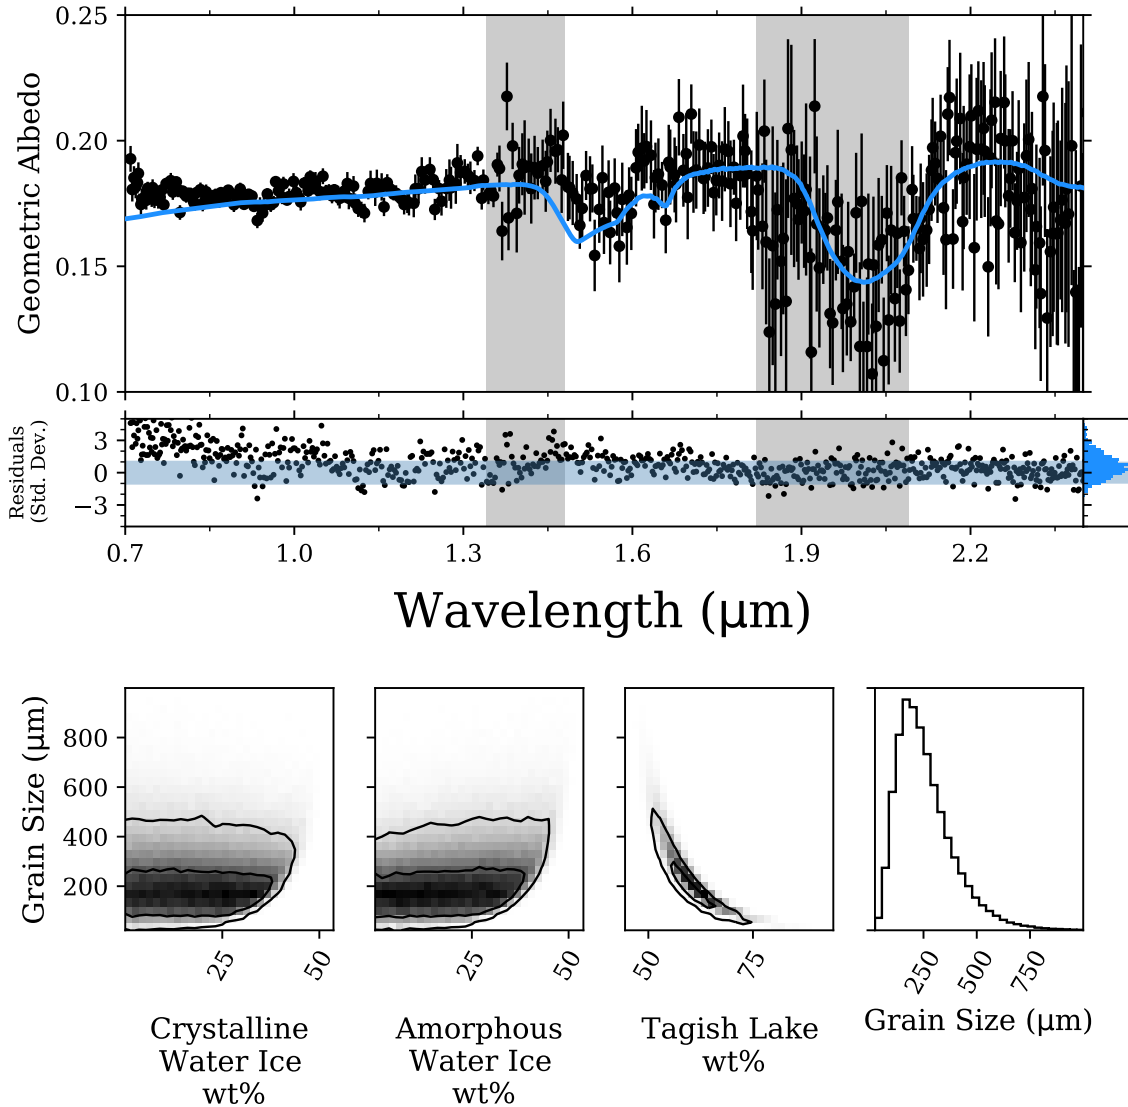 0.25
0.20
0.15
0.10
Geometric Albedo
3
0
−3
Residuals
(Std. Dev.)
0.7 1.0 1.3 1.6 1.9 2.2
Wavelength (μm)
800
600
400
200
Grain Size (μm)
25 50
25 50
50 75
250 500 750
Crystalline
Water Ice
wt%
Amorphous
Water Ice
wt%
Tagish Lake
wt%
Grain Size (μm)